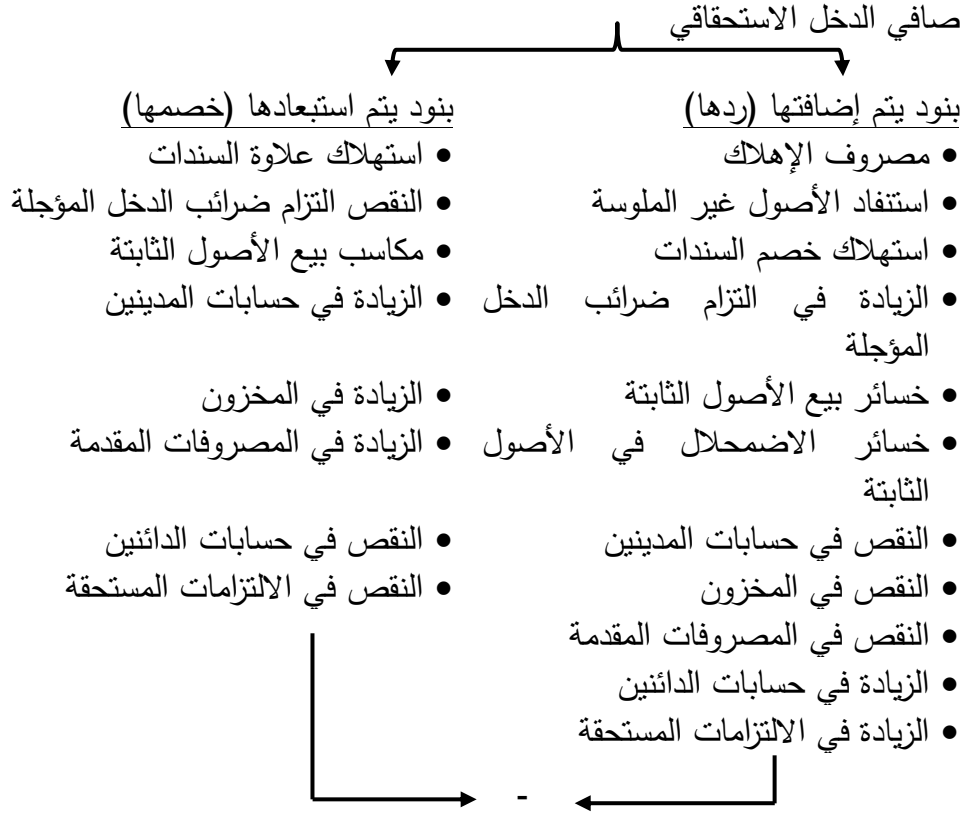 صافي الدخل الاستحقاقي
بنود يتم إضافتها (ردها)
• مصروف الإهلاك
• استنفاد الأصول غير الملوسة
• استهلاك خصم السندات
• الزيادة في التزام ضرائب الدخل
المؤجلة
• خسائر بيع الأصول الثابتة
• خسائر الاضمحلال في الأصول
الثابتة
• النقص في حسابات المدينين
• النقص في المخزون
• النقص في المصروفات المقدمة
• الزيادة في حسابات الدائنين
• الزيادة في الالتزامات المستحقة
بنود يتم استبعادها (خصمها)
• استهلاك علاوة السندات
• النقص التزام ضرائب الدخل المؤجلة
• مكاسب بيع الأصول الثابتة
• الزيادة في حسابات المدينين
• الزيادة في المخزون
• الزيادة في المصروفات المقدمة
• النقص في حسابات الدائنين
• النقص في الالتزامات المستحقة
-